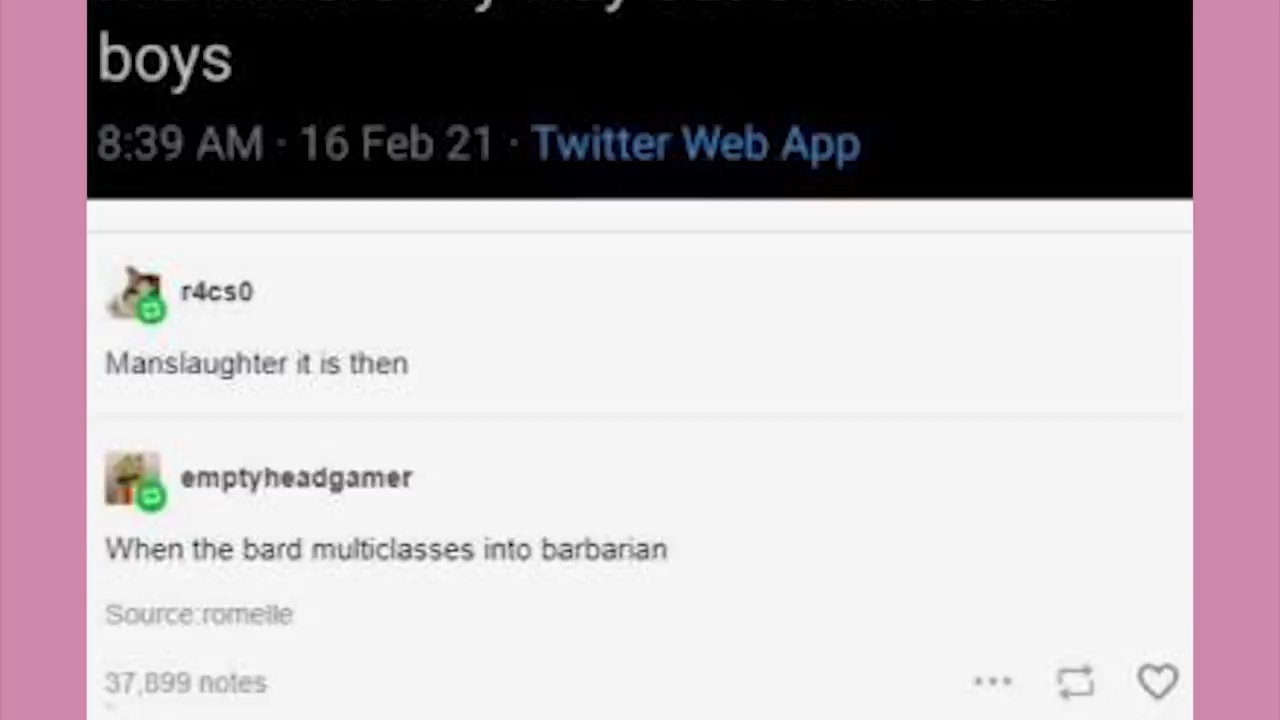 boys
8:39 AM · 16 Feb 21 · Twitter Web App
r4cs0
Manslaughter it is then
emptyheadgamer
When the bard multiclasses into barbarian
Source:romelle
37,899 notes